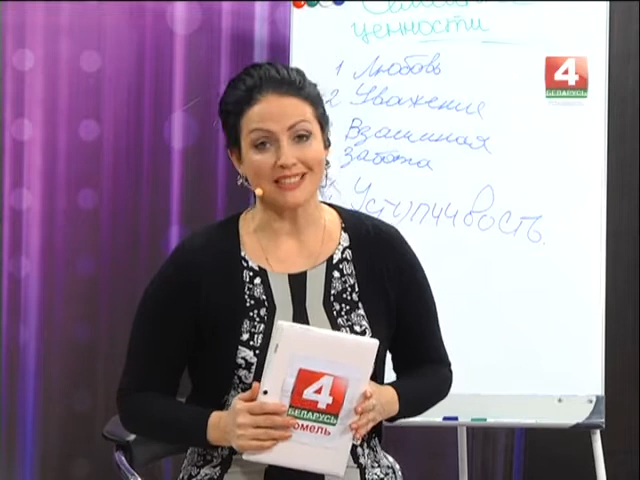 ценности
1 Любовь
2 Уважение
Взаимная
забота
Уступчивость.
4
БЕЛАРУСЬ
4
БЕЛАРУСЬ
Гомель